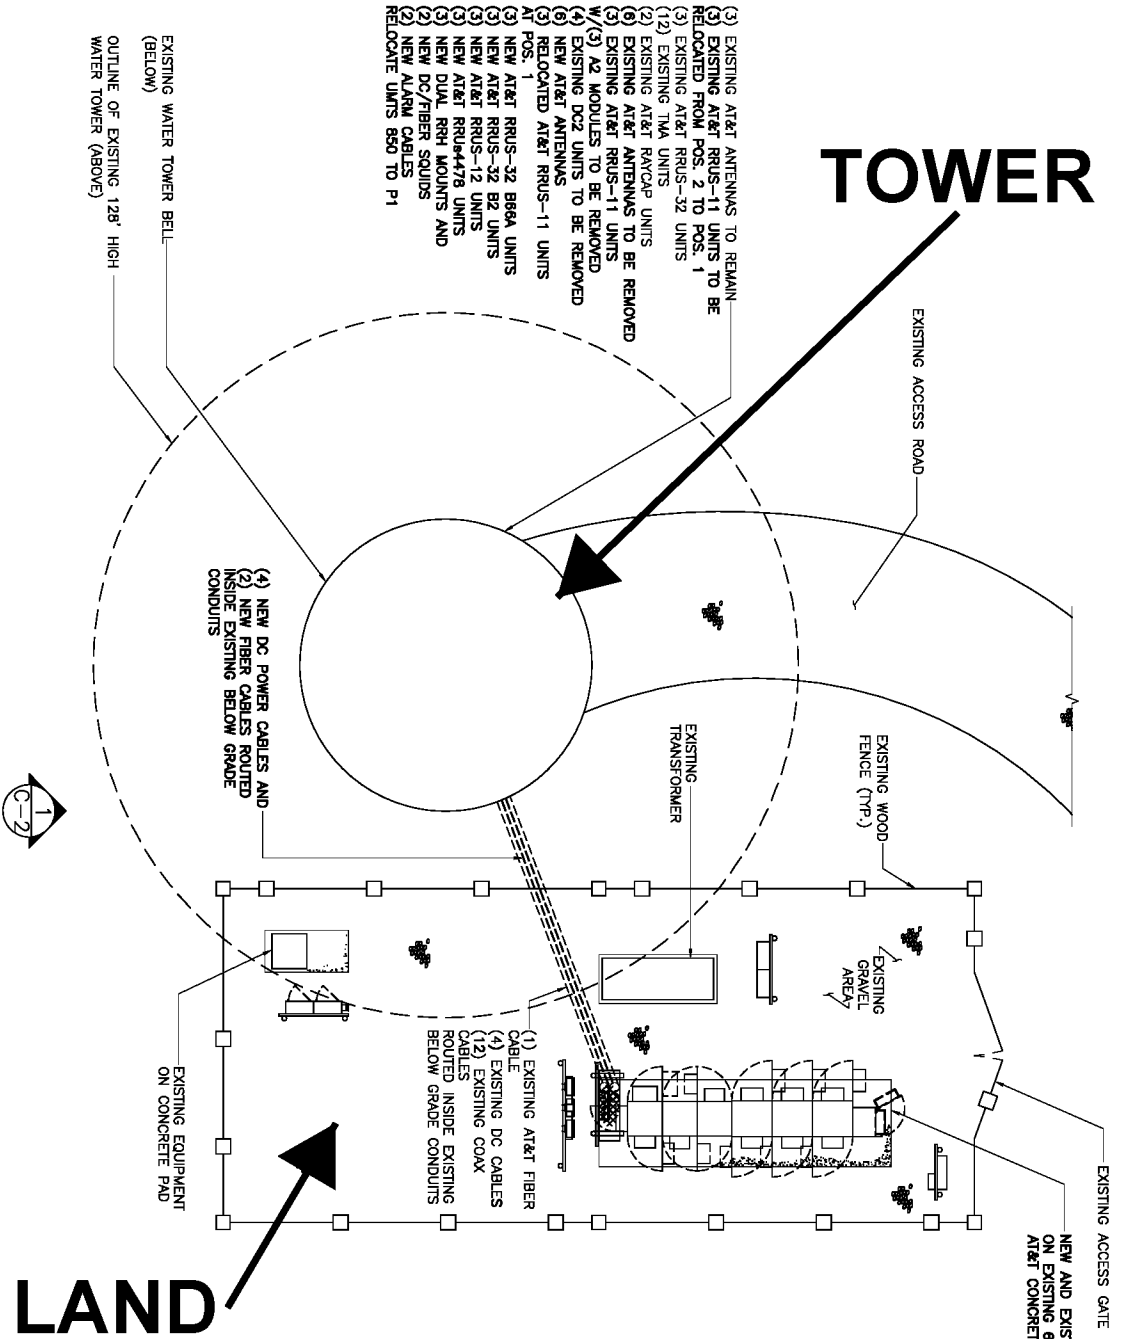 TOWER
(3) EXISTING AT&T ANTENNAS TO REMAIN
(3) EXISTING AT&T RRUS-11 UNITS TO BE
RELOCATED FROM POS. 2 TO POS. 1
(3) EXISTING AT&T RRUS-32 UNITS
(12) EXISTING TMA UNITS
(2) EXISTING AT&T RAYCAP UNITS
(6) EXISTING AT&T ANTENNAS TO BE REMOVED
(3) EXISTING AT&T RRUS-11 UNITS
W/(3) A2 MODULES TO BE REMOVED
(4) EXISTING DC2 UNITS TO BE REMOVED
(6) NEW AT&T ANTENNAS
(3) RELOCATED AT&T RRUS-11 UNITS
AT POS. 1
(3) NEW AT&T RRUS-32 B66A UNITS
(3) NEW AT&T RRUS-32 B2 UNITS
(3) NEW AT&T RRUS-12 UNITS
(3) NEW AT&T RRUs4478 UNITS
(3) NEW DUAL RRH MOUNTS AND
(2) NEW DC/FIBER SQUIDS
(2) NEW ALARM CABLES
RELOCATE UMTS 850 TO P1
EXISTING WATER TOWER BELL
(BELOW)
OUTLINE OF EXISTING 128' HIGH
WATER TOWER (ABOVE)
EXISTING ACCESS ROAD
(4) NEW DC POWER CABLES AND
(2) NEW FIBER CABLES ROUTED
INSIDE EXISTING BELOW GRADE
CONDUITS
EXISTING
TRANSFORMER
EXISTING WOOD
FENCE (TYP.)
1
C-2
EXISTING
GRAVEL
AREA
(1) EXISTING AT&T FIBER
CABLE
(4) EXISTING DC CABLES
(12) EXISTING COAX
CABLES
ROUTED INSIDE EXISTING
BELOW GRADE CONDUITS
EXISTING EQUIPMENT
ON CONCRETE PAD
EXISTING ACCESS GATE
NEW AND EXIS
ON EXISTING 6
AT&T CONCRET
LAND